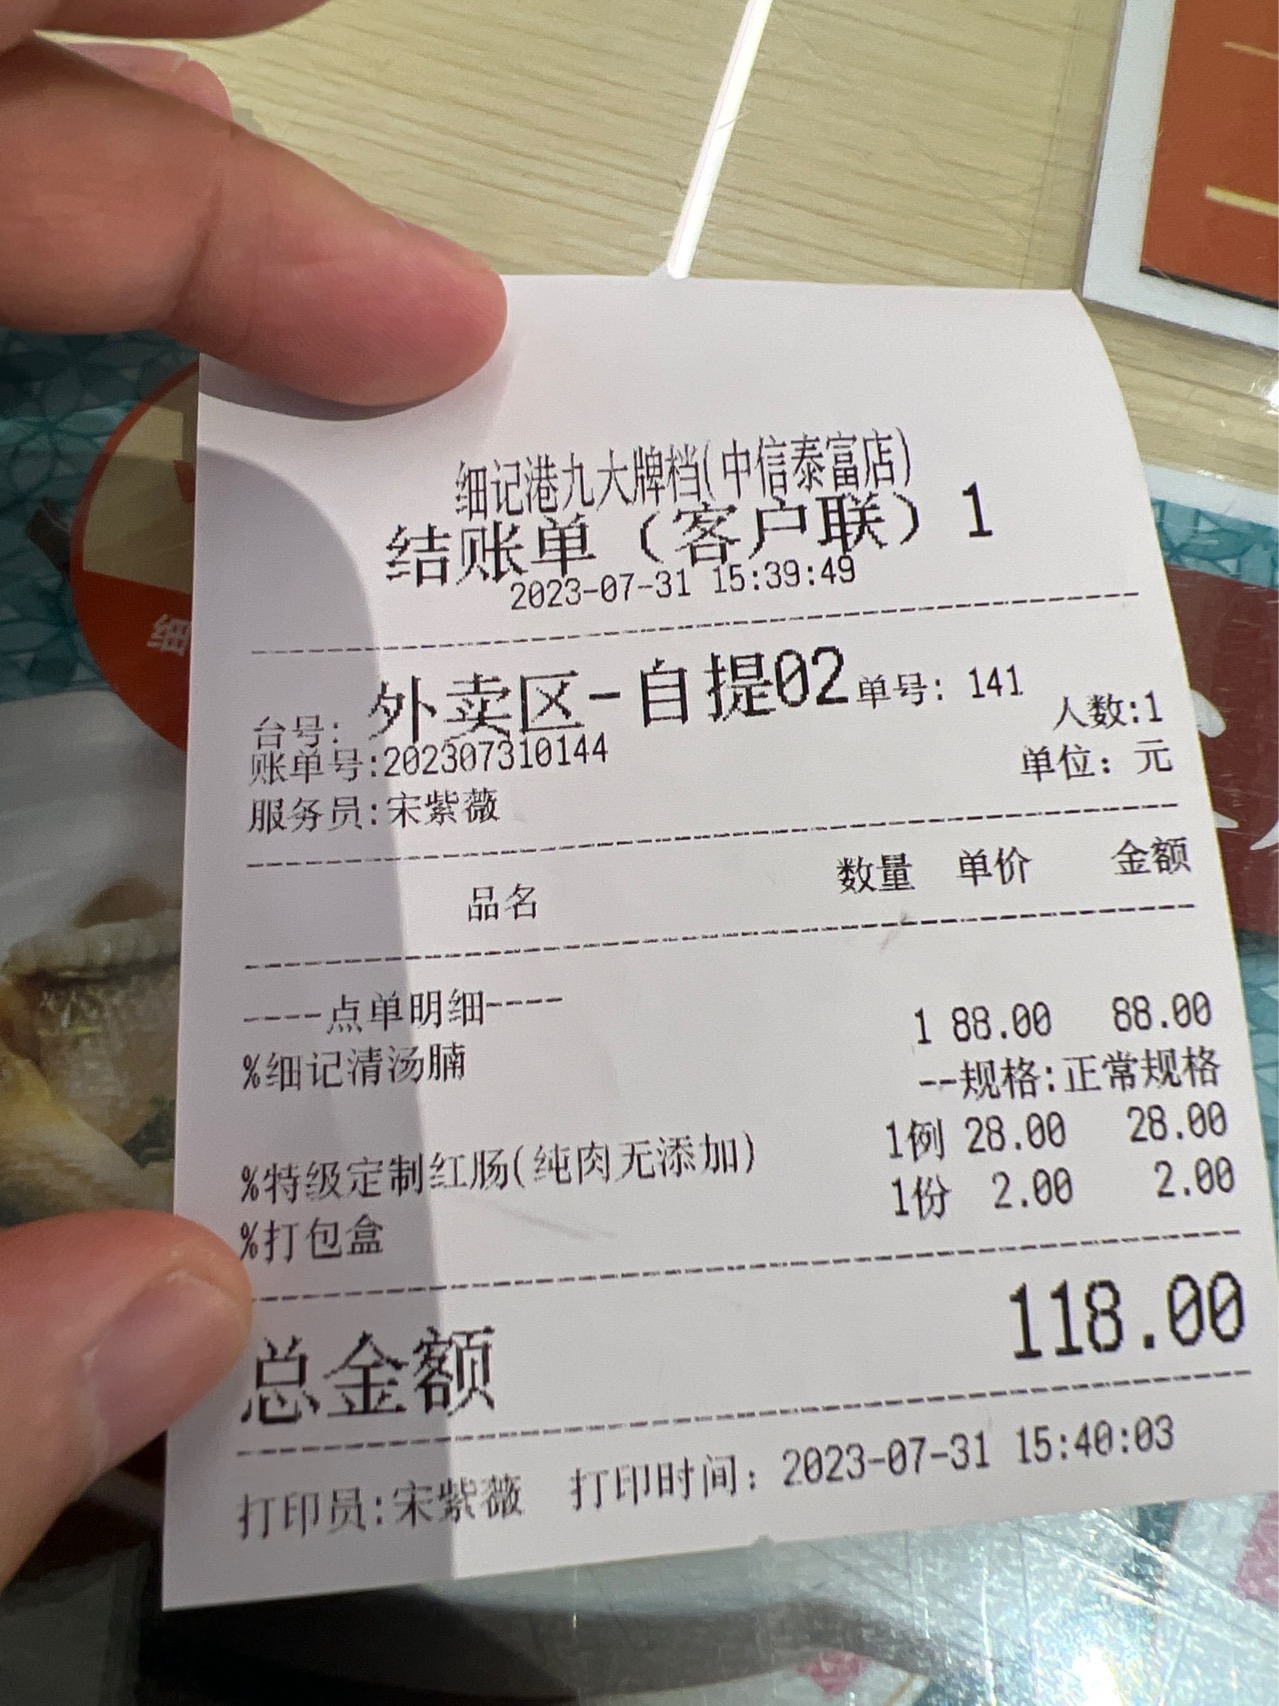 细记港九大牌档(中信泰富店)
结账单（客户联）1
2023-07-31 15:39:49
台号: 外卖区-自提02 单号: 141
人数:1
账单号:202307310144
单位: 元
服务员:宋紫薇
品名 数量 单价 金额
----点单明细----
%细记清汤腩 1 88.00 88.00
--规格:正常规格
%特级定制红肠(纯肉无添加) 1例 28.00 28.00
%打包盒 1份 2.00 2.00
总金额 118.00
打印员:宋紫薇 打印时间: 2023-07-31 15:40:03
细